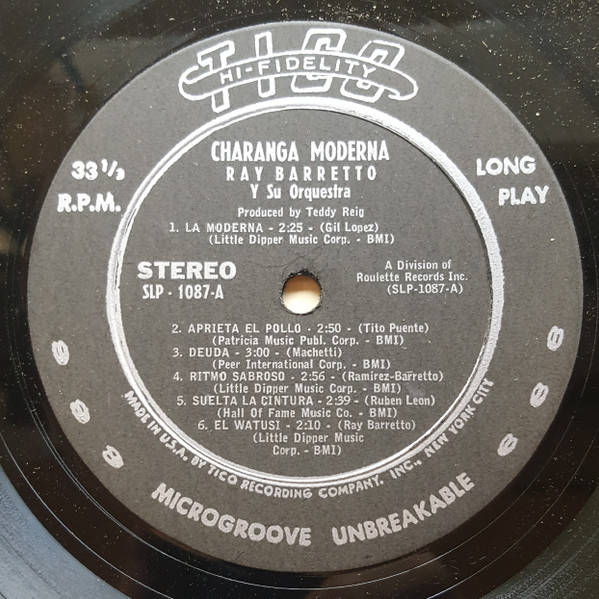 TICO
HI-FIDELITY
CHARANGA MODERNA
RAY BARRETTO
Y Su Orquestra
33 1/3
R.P.M.
LONG
PLAY
Produced by Teddy Reig
1. LA MODERNA - 2:25 - (Gil Lopez)
(Little Dipper Music Corp. - BMI)
STEREO
SLP - 1087-A
A Division of
Roulette Records Inc.
(SLP-1087-A)
2. APRIETA EL POLLO - 2:50 - (Tito Puente)
(Patricia Music Publ. Corp. - BMI)
3. DEUDA - 3:00 - (Machetti)
(Peer International Corp. - BMI)
4. RITMO SABROSO - 2:56 - (Ramirez-Barretto)
(Little Dipper Music Corp. - BMI)
5. SUELTA LA CINTURA - 2:39 - (Ruben Leon)
(Hall Of Fame Music Co. - BMI)
6. EL WATUSI - 2:10 - (Ray Barretto)
(Little Dipper Music
Corp. - BMI)
MADE IN U.S.A. BY TICO RECORDING COMPANY. INC., NEW YORK CITY
MICROGROOVE UNBREAKABLE